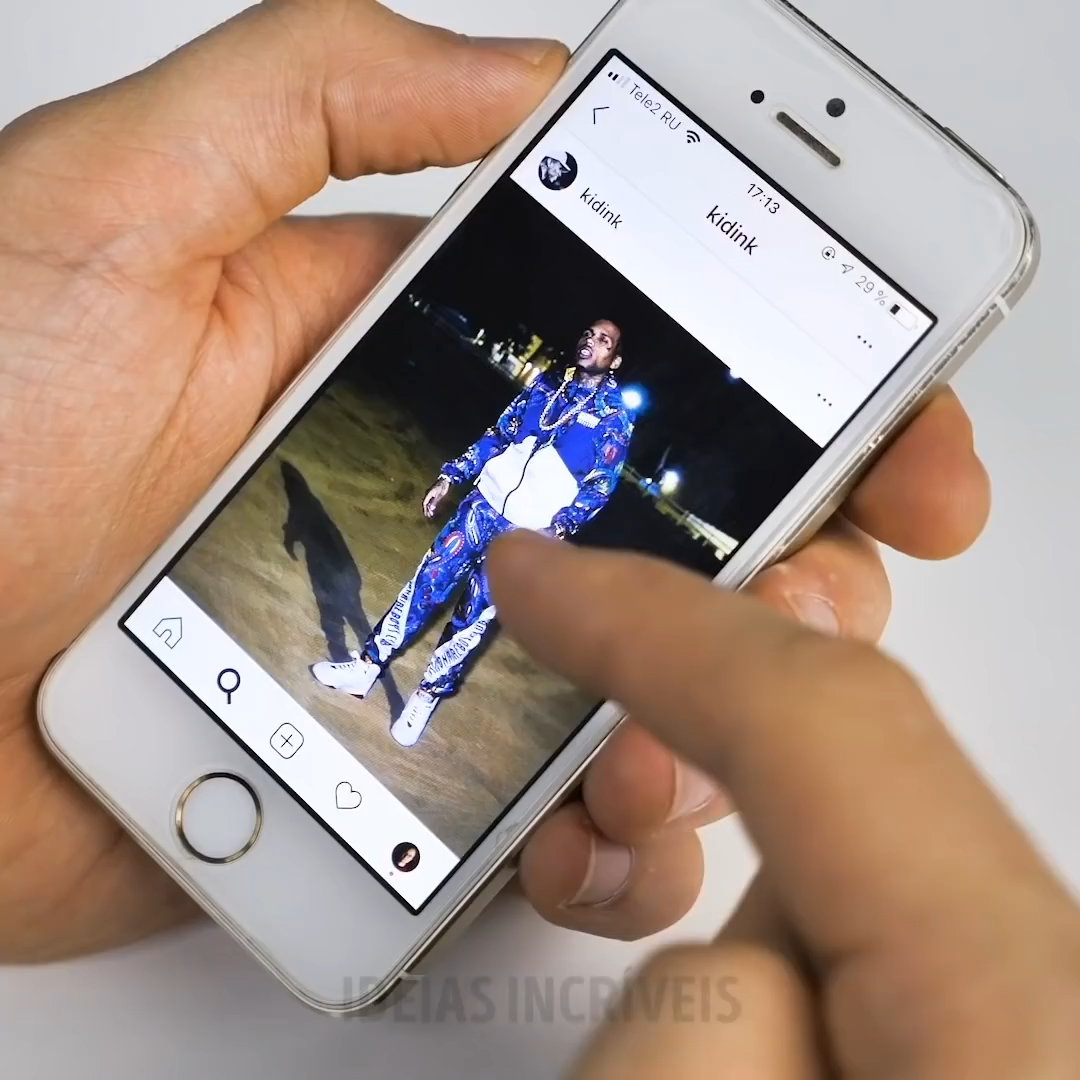 Tele2 RU
17:13
29 %
kidink
kidink
IDEIAS INCRÍVEIS